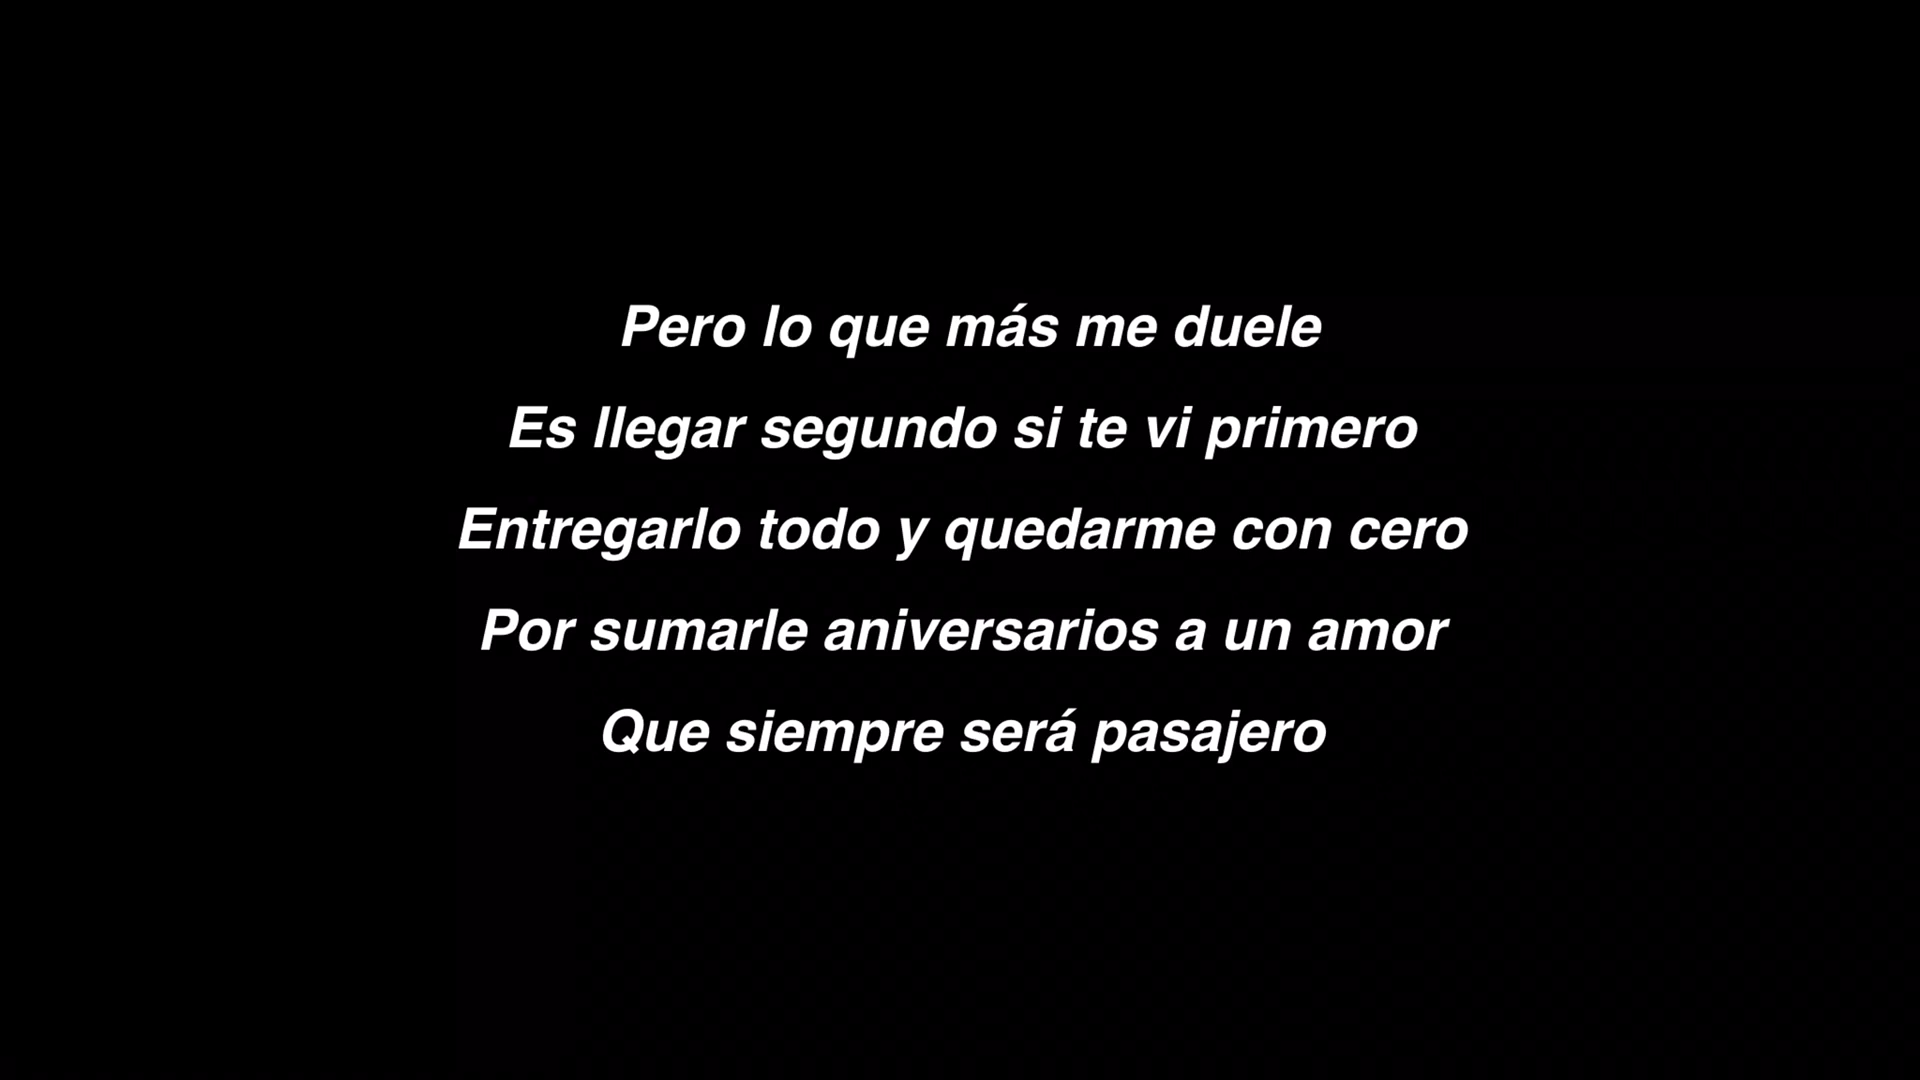 Pero lo que más me duele
Es llegar segundo si te vi primero
Entregarlo todo y quedarme con cero
Por sumarle aniversarios a un amor
Que siempre será pasajero